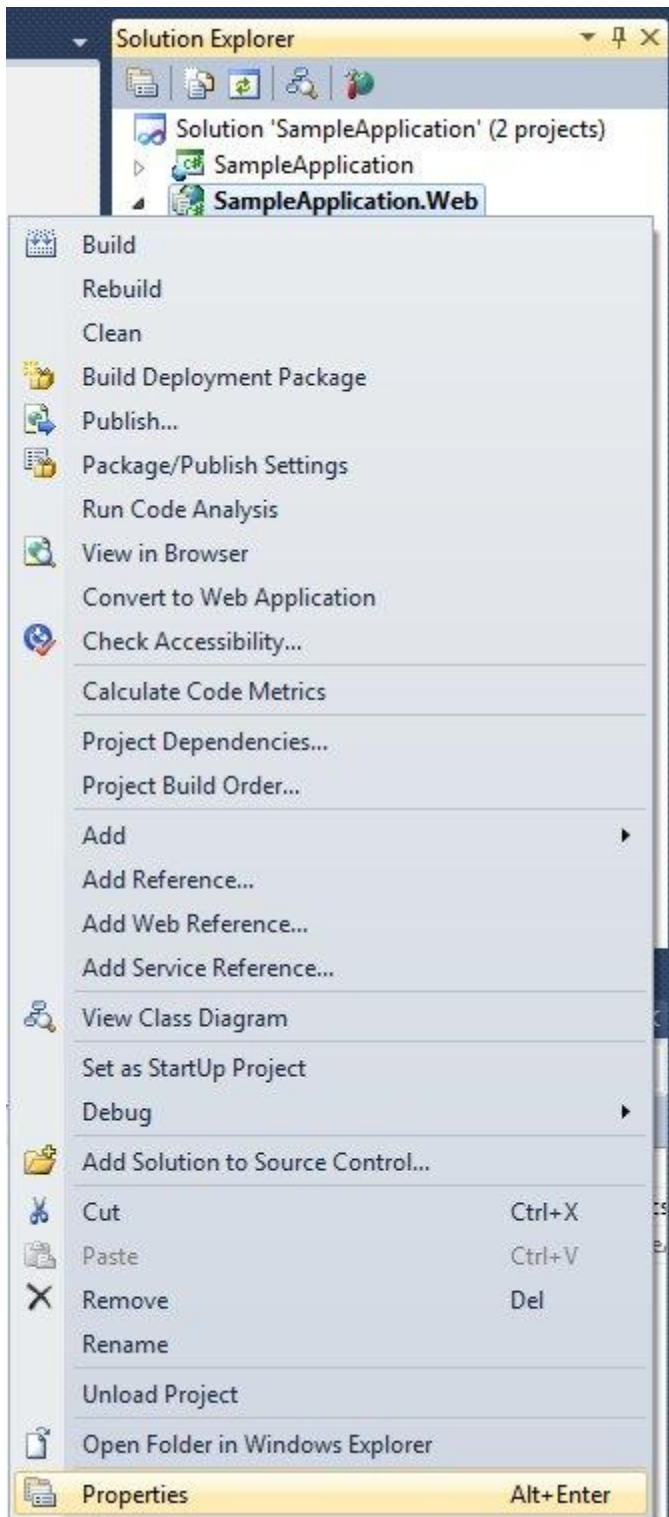 Solution Explorer
Solution 'SampleApplication' (2 projects)
SampleApplication
SampleApplication.Web
Build
Rebuild
Clean
Build Deployment Package
Publish...
Package/Publish Settings
Run Code Analysis
View in Browser
Convert to Web Application
Check Accessibility...
Calculate Code Metrics
Project Dependencies...
Project Build Order...
Add
Add Reference...
Add Web Reference...
Add Service Reference...
View Class Diagram
Set as StartUp Project
Debug
Add Solution to Source Control...
Cut Ctrl+X
Paste Ctrl+V
Remove Del
Rename
Unload Project
Open Folder in Windows Explorer
Properties Alt+Enter